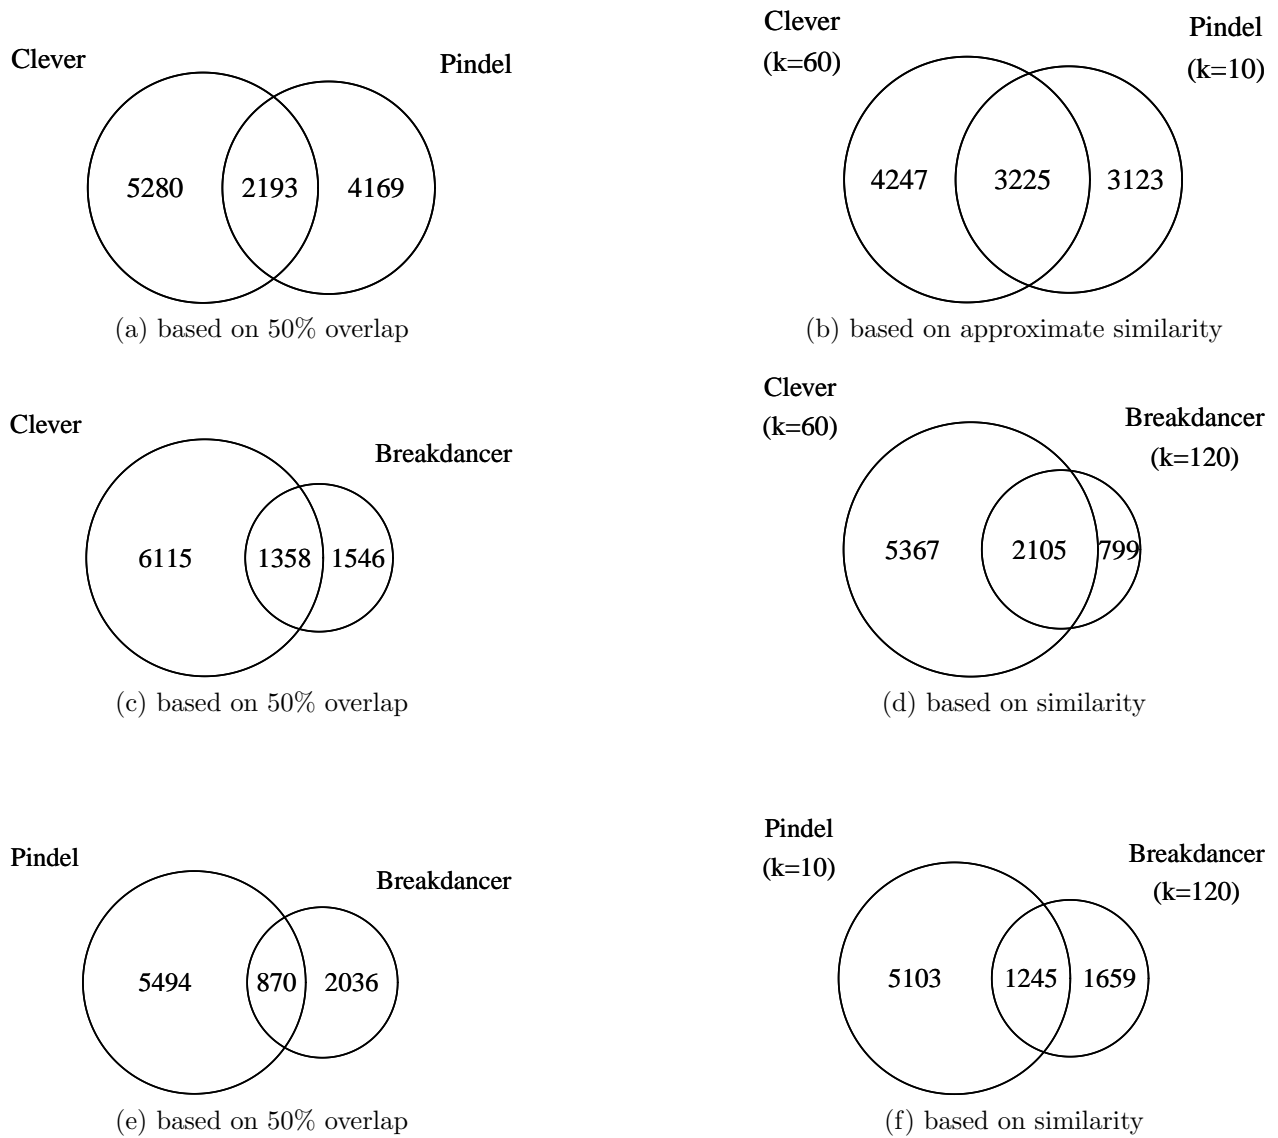 Clever
Pindel
5280 2193 4169
(a) based on 50% overlap
Clever
(k=60)
Pindel
(k=10)
4247 3225 3123
(b) based on approximate similarity
Clever
Breakdancer
6115 1358 1546
(c) based on 50% overlap
Clever
(k=60)
Breakdancer
(k=120)
5367 2105 799
(d) based on similarity
Pindel
Breakdancer
5494 870 2036
(e) based on 50% overlap
Pindel
(k=10)
Breakdancer
(k=120)
5103 1245 1659
(f) based on similarity